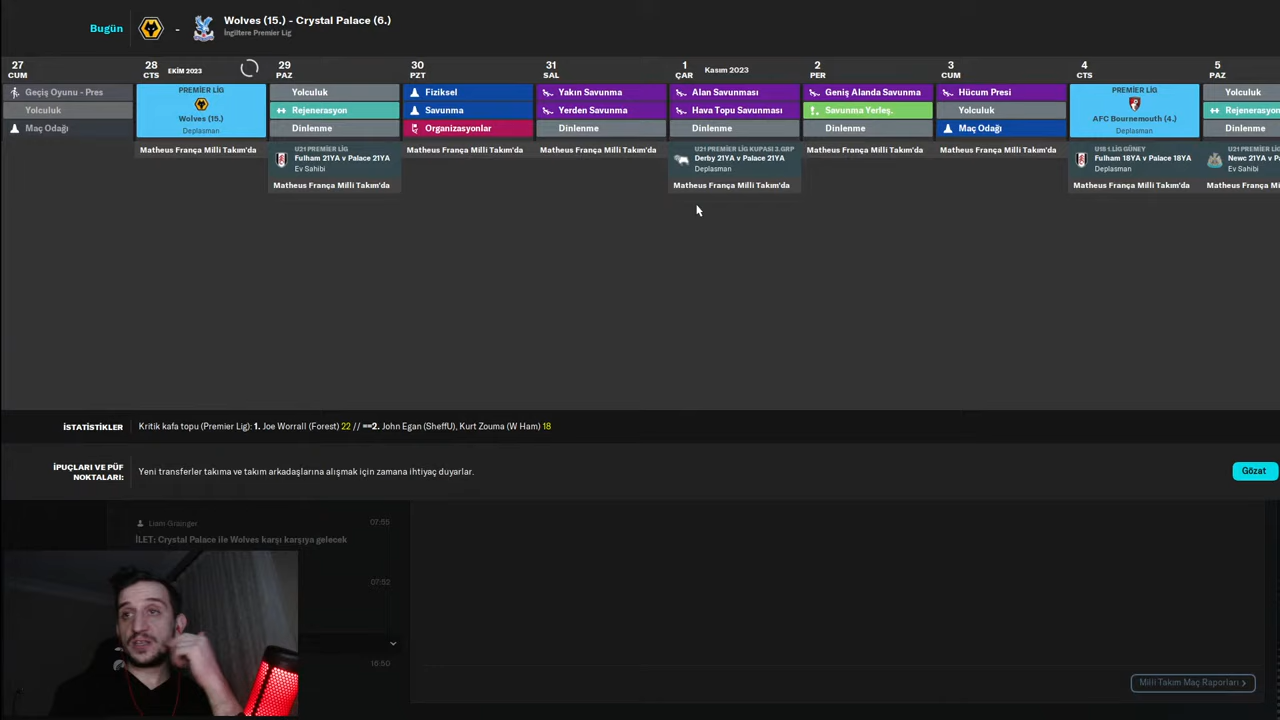 Bugün
-
Wolves (15.) - Crystal Palace (6.)
İngiltere Premier Lig
27
CUM
28
CTS
EKİM 2023
29
PAZ
30
PZT
31
SAL
1
ÇAR
Kasım 2023
2
PER
3
CUM
4
CTS
5
PAZ
Geçiş Oyunu - Pres
Yolculuk
Maç Odağı
PREMIER LİG
Wolves (15.)
Deplasman
Matheus França Milli Takım'da
Yolculuk
Rejenerasyon
Dinlenme
U21 PREMIER LİG
Fulham 21YA v Palace 21YA
Ev Sahibi
Matheus França Milli Takım'da
Fiziksel
Savunma
Organizasyonlar
Matheus França Milli Takım'da
Yakın Savunma
Yerden Savunma
Dinlenme
Matheus França Milli Takım'da
Alan Savunması
Hava Topu Savunması
Dinlenme
U21 PREMIER LİG KUPASI 3.GRP
Derby 21YA v Palace 21YA
Deplasman
Matheus França Milli Takım'da
Geniş Alanda Savunma
Savunma Yerleş.
Dinlenme
Matheus França Milli Takım'da
Hücum Presi
Yolculuk
Maç Odağı
Matheus França Milli Takım'da
PREMIER LİG
AFC Bournemouth (4.)
Deplasman
U18 1.LİG GÜNEY
Fulham 18YA v Palace 18YA
Deplasman
Matheus França Milli Takım'da
Yolculuk
Rejenerasyon
Dinlenme
U21 PREMIER LİG
Newc 21YA v Pa
Ev Sahibi
Matheus França Milli Takım'da
İSTATİSTİKLER
Kritik kafa topu (Premier Lig): 1. Joe Worrall (Forest) 22 // ==2. John Egan (SheffU), Kurt Zouma (W Ham) 18
İPUÇLARI VE PÜF
NOKTALARI:
Yeni transferler takıma ve takım arkadaşlarına alışmak için zamana ihtiyaç duyarlar.
Gözat
Liam Grainger
07:55
İLET: Crystal Palace ile Wolves karşı karşıya gelecek
07:52
16:50
Milli Takım Maç Raporları